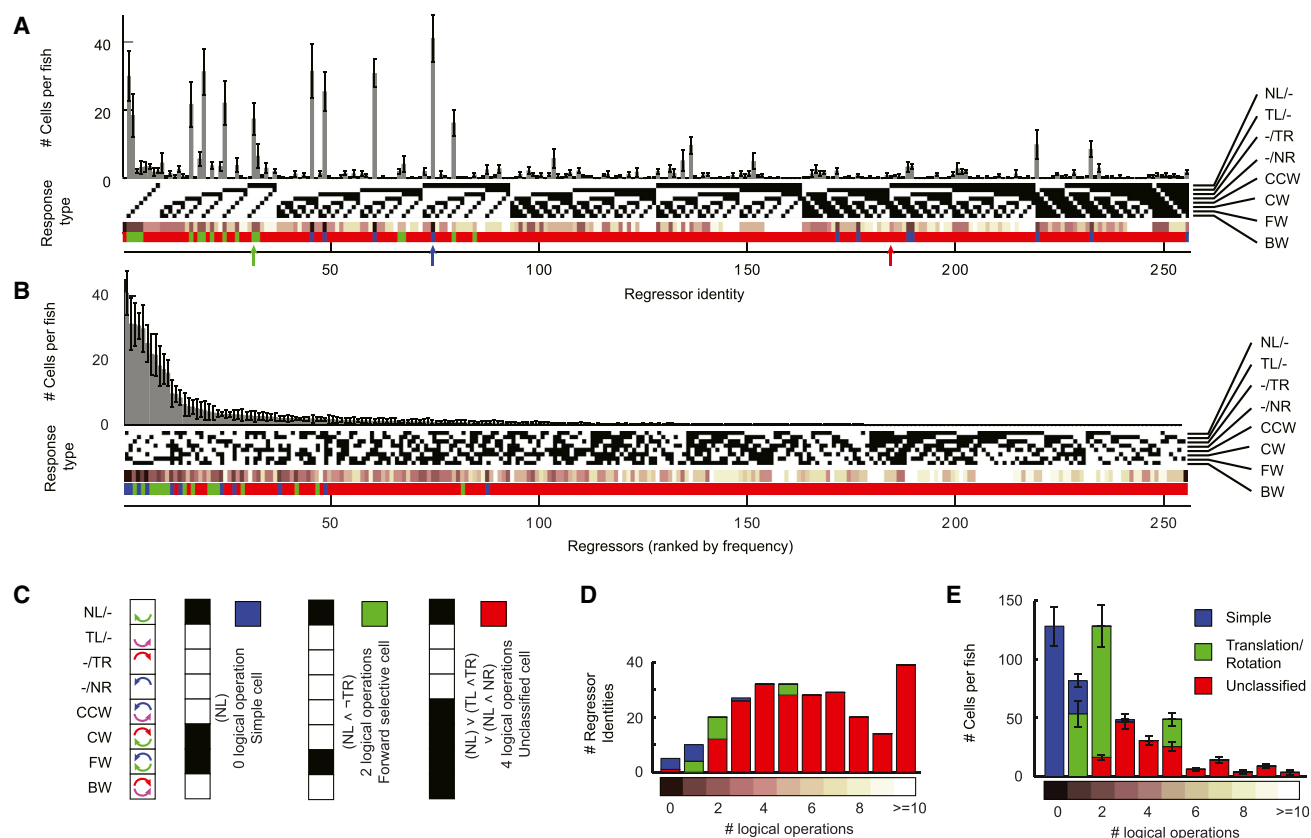 A
# Cells per fish
40
20
0
Response
type
NL/-
TL/-
-/TR
-/NR
CCW
CW
FW
BW
50
100
150
200
250
Regressor identity
B
# Cells per fish
40
20
0
Response
type
NL/-
TL/-
-/TR
-/NR
CCW
CW
FW
BW
50
100
150
200
250
Regressors (ranked by frequency)
C
NL/-
TL/-
-/TR
-/NR
CCW
CW
FW
BW
(NL)
0 logical operation
Simple cell
(NL ∧ ¬TR)
2 logical operations
Forward selective cell
(NL) ∨ (TL ∧TR)
∨ (NL ∧ NR)
4 logical operations
Unclassified cell
D
# Regressor
Identities
40
20
0
0
2
4
6
8
>=10
# logical operations
E
# Cells per fish
150
100
50
0
Simple
Translation/
Rotation
Unclassified
0
2
4
6
8
>=10
# logical operations